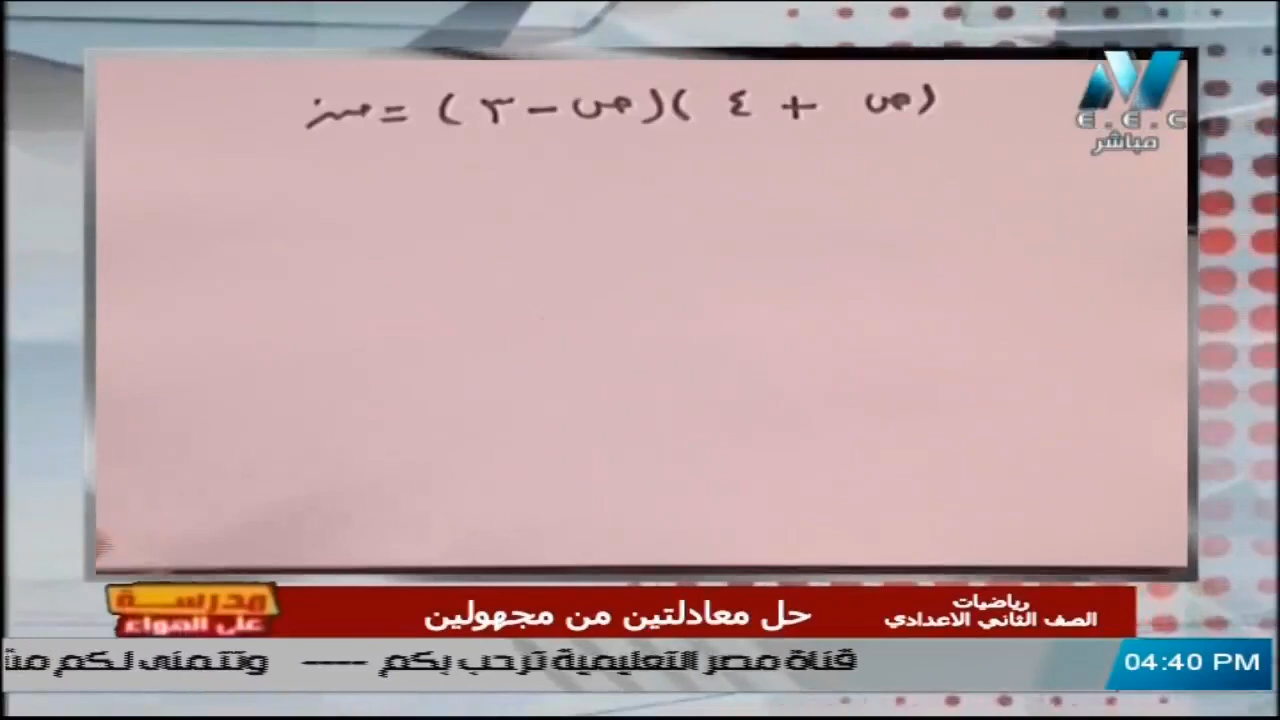 (ص + ٤)(ص - ٣) = صفر
E.E.C
مباشر
مدرسة
على الهواء
حل معادلتين من مجهولين
رياضيات
الصف الثاني الاعدادي
قناة مصر التعليمية ترحب بكم ---- وتتمنى لكم
04:40 PM